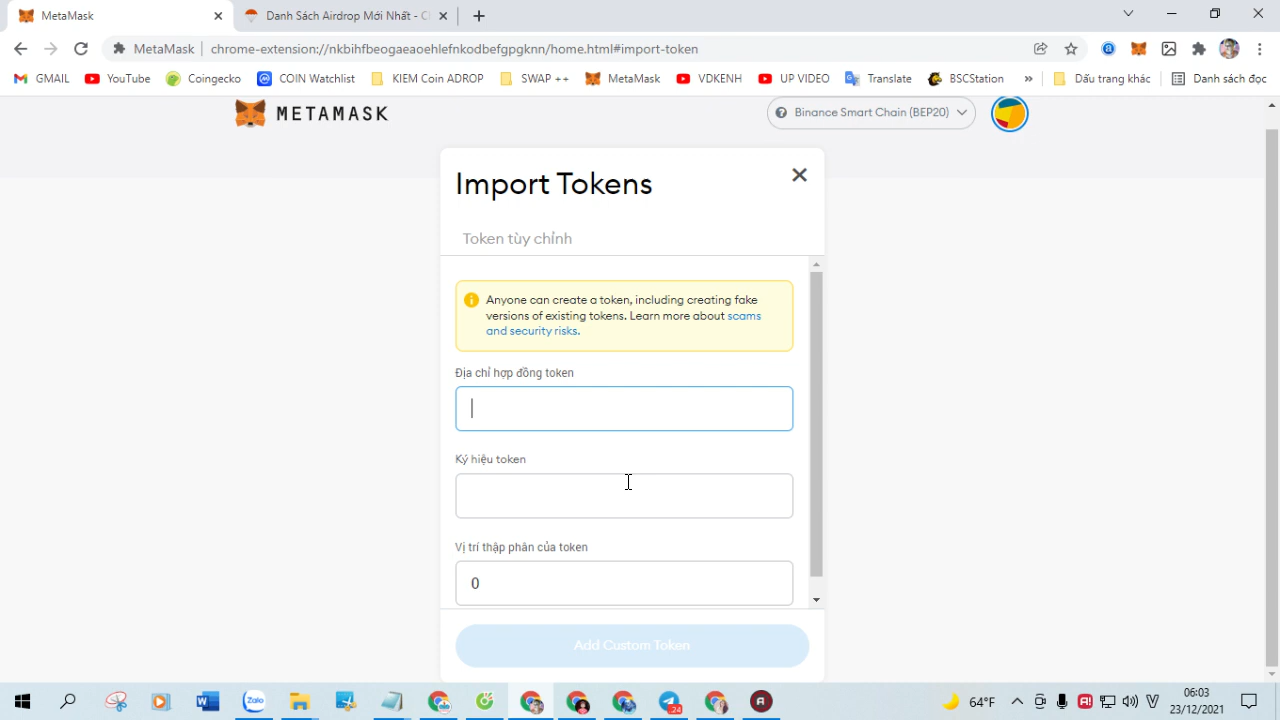 MetaMask
Danh Sách Airdrop Mới Nhất - C
MetaMask
chrome-extension://nkbihfbeogaeaoehlefnkodbefgpgknn/home.html#import-token
GMAIL
YouTube
Coingecko
COIN Watchlist
KIEM Coin ADROP
SWAP ++
MetaMask
VDKENH
UP VIDEO
Translate
BSCStation
»
Dấu trang khác
Danh sách đọc
METAMASK
Binance Smart Chain (BEP20)
Import Tokens
Token tùy chỉnh
Anyone can create a token, including creating fake
versions of existing tokens. Learn more about scams
and security risks.
Địa chỉ hợp đồng token
Ký hiệu token
Vị trí thập phân của token
0
Add Custom Token
Zalo
24
64°F
06:03
23/12/2021